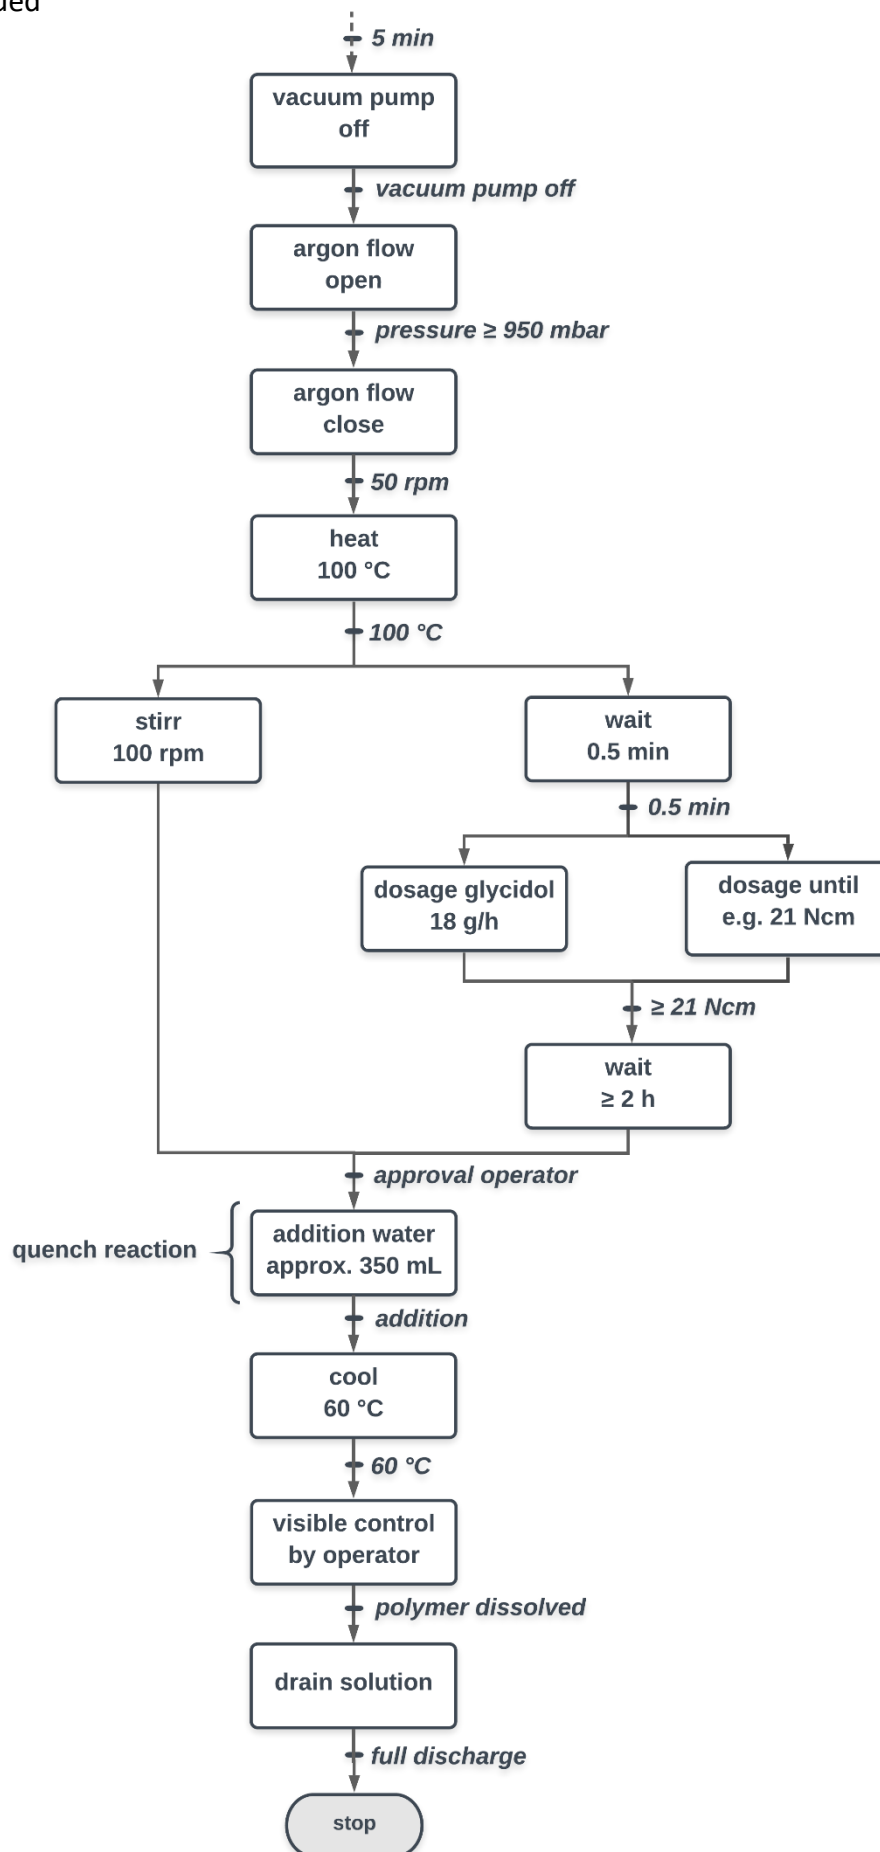 5 min
vacuum pump
off
vacuum pump off
argon flow
open
pressure ≥ 950 mbar
argon flow
close
50 rpm
heat
100 °C
100 °C
stirr
100 rpm
wait
0.5 min
0.5 min
dosage glycidol
18 g/h
dosage until
e.g. 21 Ncm
≥ 21 Ncm
wait
≥ 2 h
approval operator
quench reaction
addition water
approx. 350 mL
addition
cool
60 °C
60 °C
visible control
by operator
polymer dissolved
drain solution
full discharge
stop